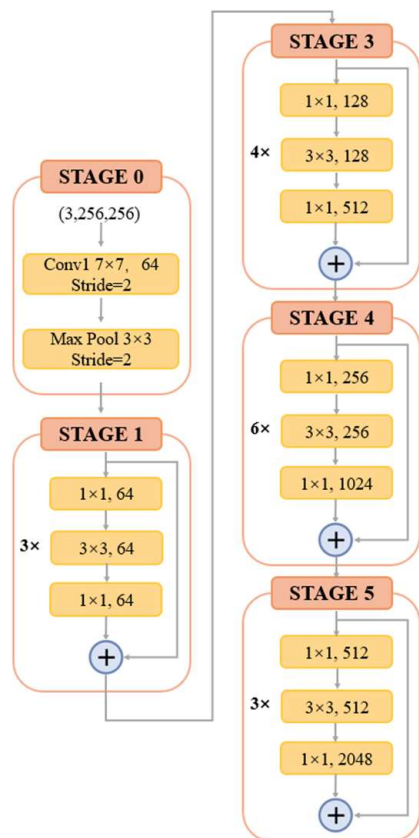 STAGE 0
(3,256,256)
Conv1 7×7, 64
Stride=2
Max Pool 3×3
Stride=2
STAGE 1
3×
1×1, 64
3×3, 64
1×1, 64
+
STAGE 3
4×
1×1, 128
3×3, 128
1×1, 512
+
STAGE 4
6×
1×1, 256
3×3, 256
1×1, 1024
+
STAGE 5
3×
1×1, 512
3×3, 512
1×1, 2048
+